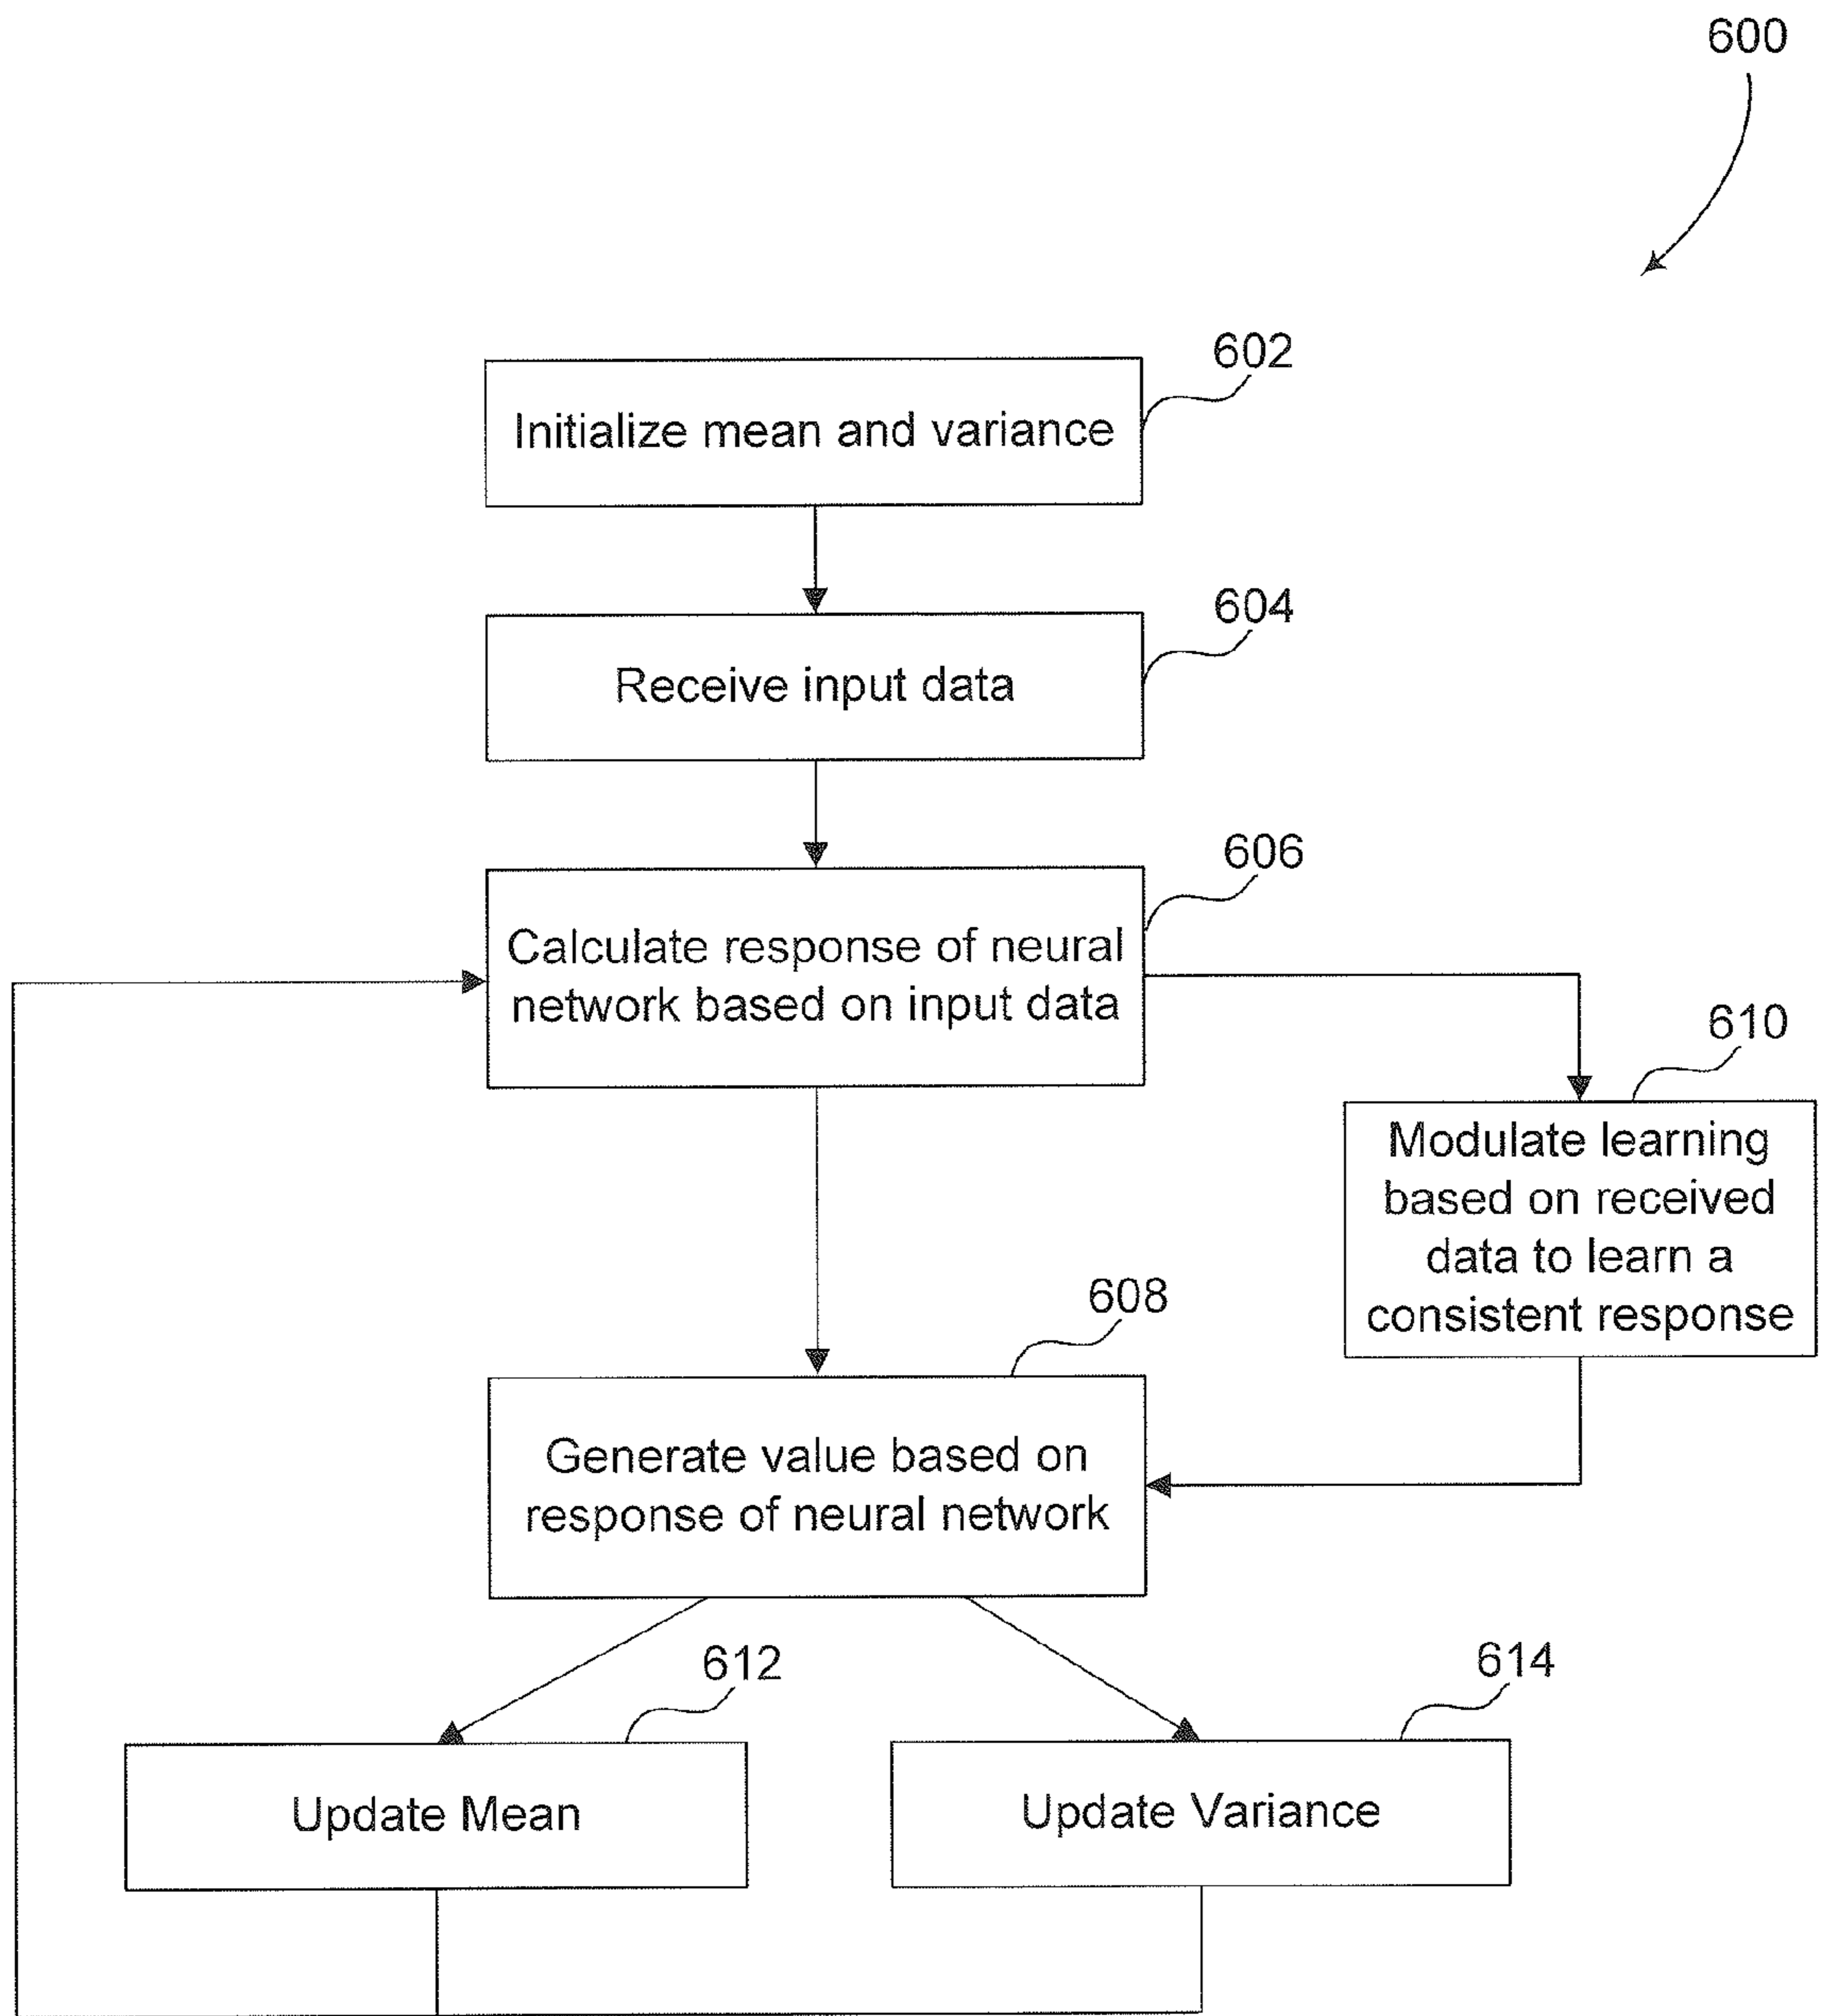 600
602
Initialize mean and variance
604
Receive input data
606
Calculate response of neural
network based on input data
610
Modulate learning
based on received
data to learn a
consistent response
608
Generate value based on
response of neural network
612
Update Mean
614
Update Variance